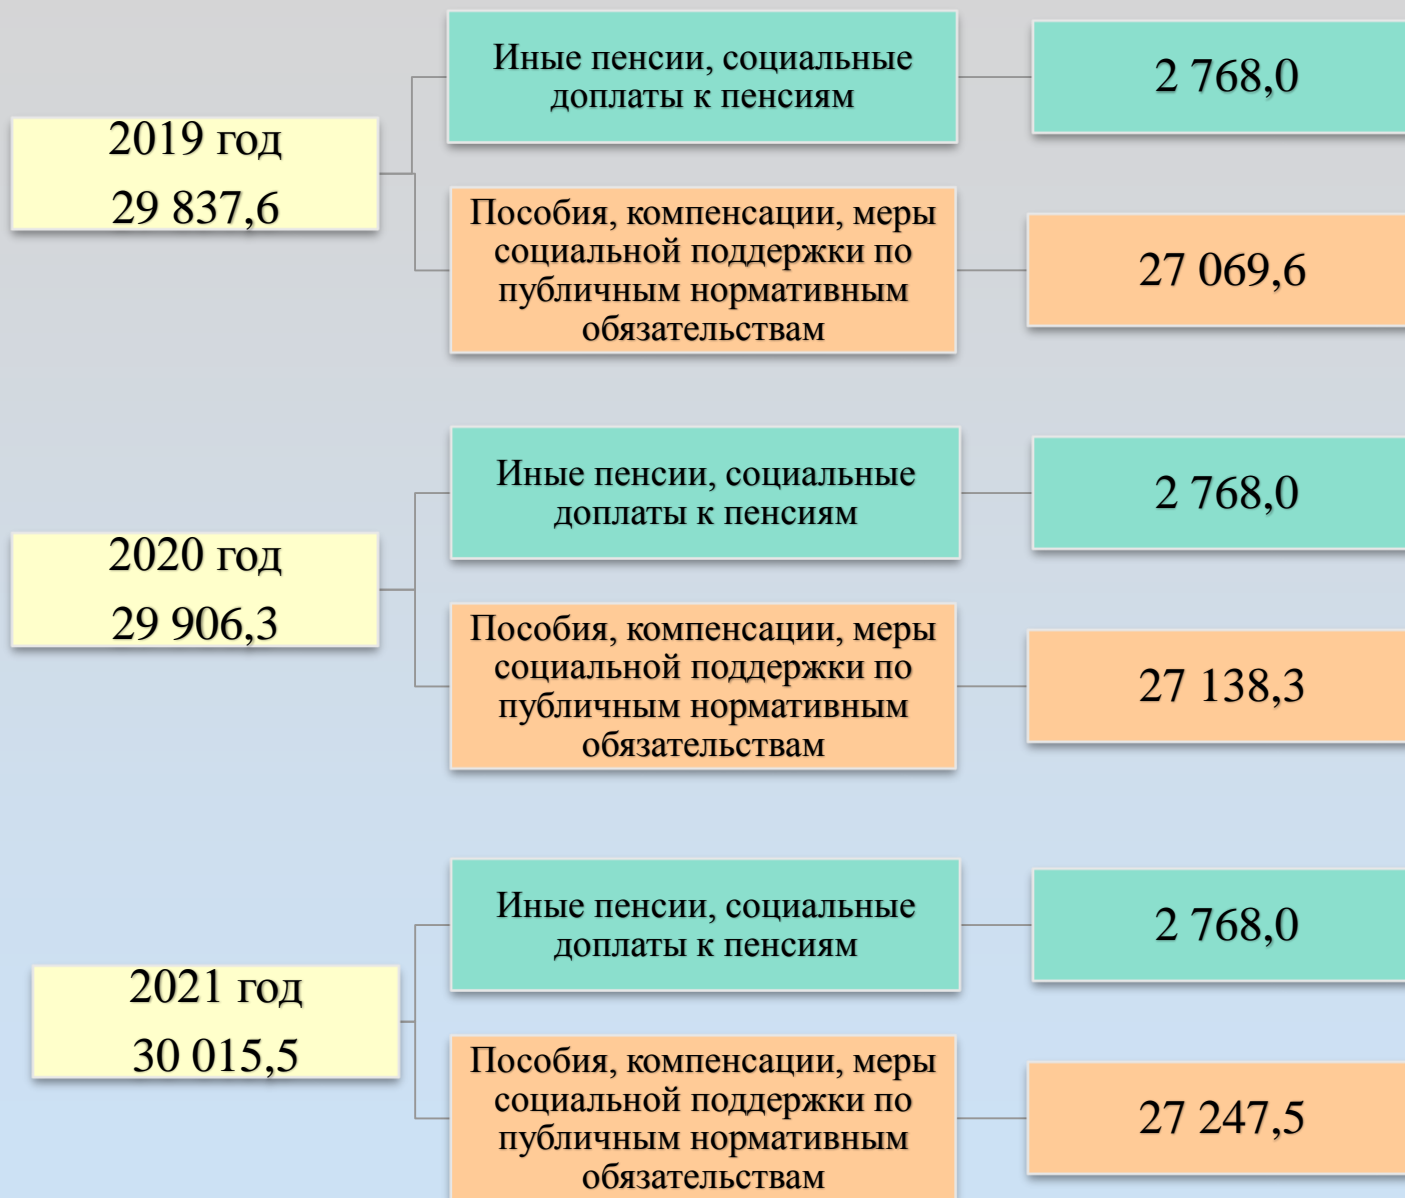 Иные пенсии, социальные
доплаты к пенсиям
2 768,0
2019 год
29 837,6
Пособия, компенсации, меры
социальной поддержки по
публичным нормативным
обязательствам
27 069,6
Иные пенсии, социальные
доплаты к пенсиям
2 768,0
2020 год
29 906,3
Пособия, компенсации, меры
социальной поддержки по
публичным нормативным
обязательствам
27 138,3
Иные пенсии, социальные
доплаты к пенсиям
2 768,0
2021 год
30 015,5
Пособия, компенсации, меры
социальной поддержки по
публичным нормативным
обязательствам
27 247,5